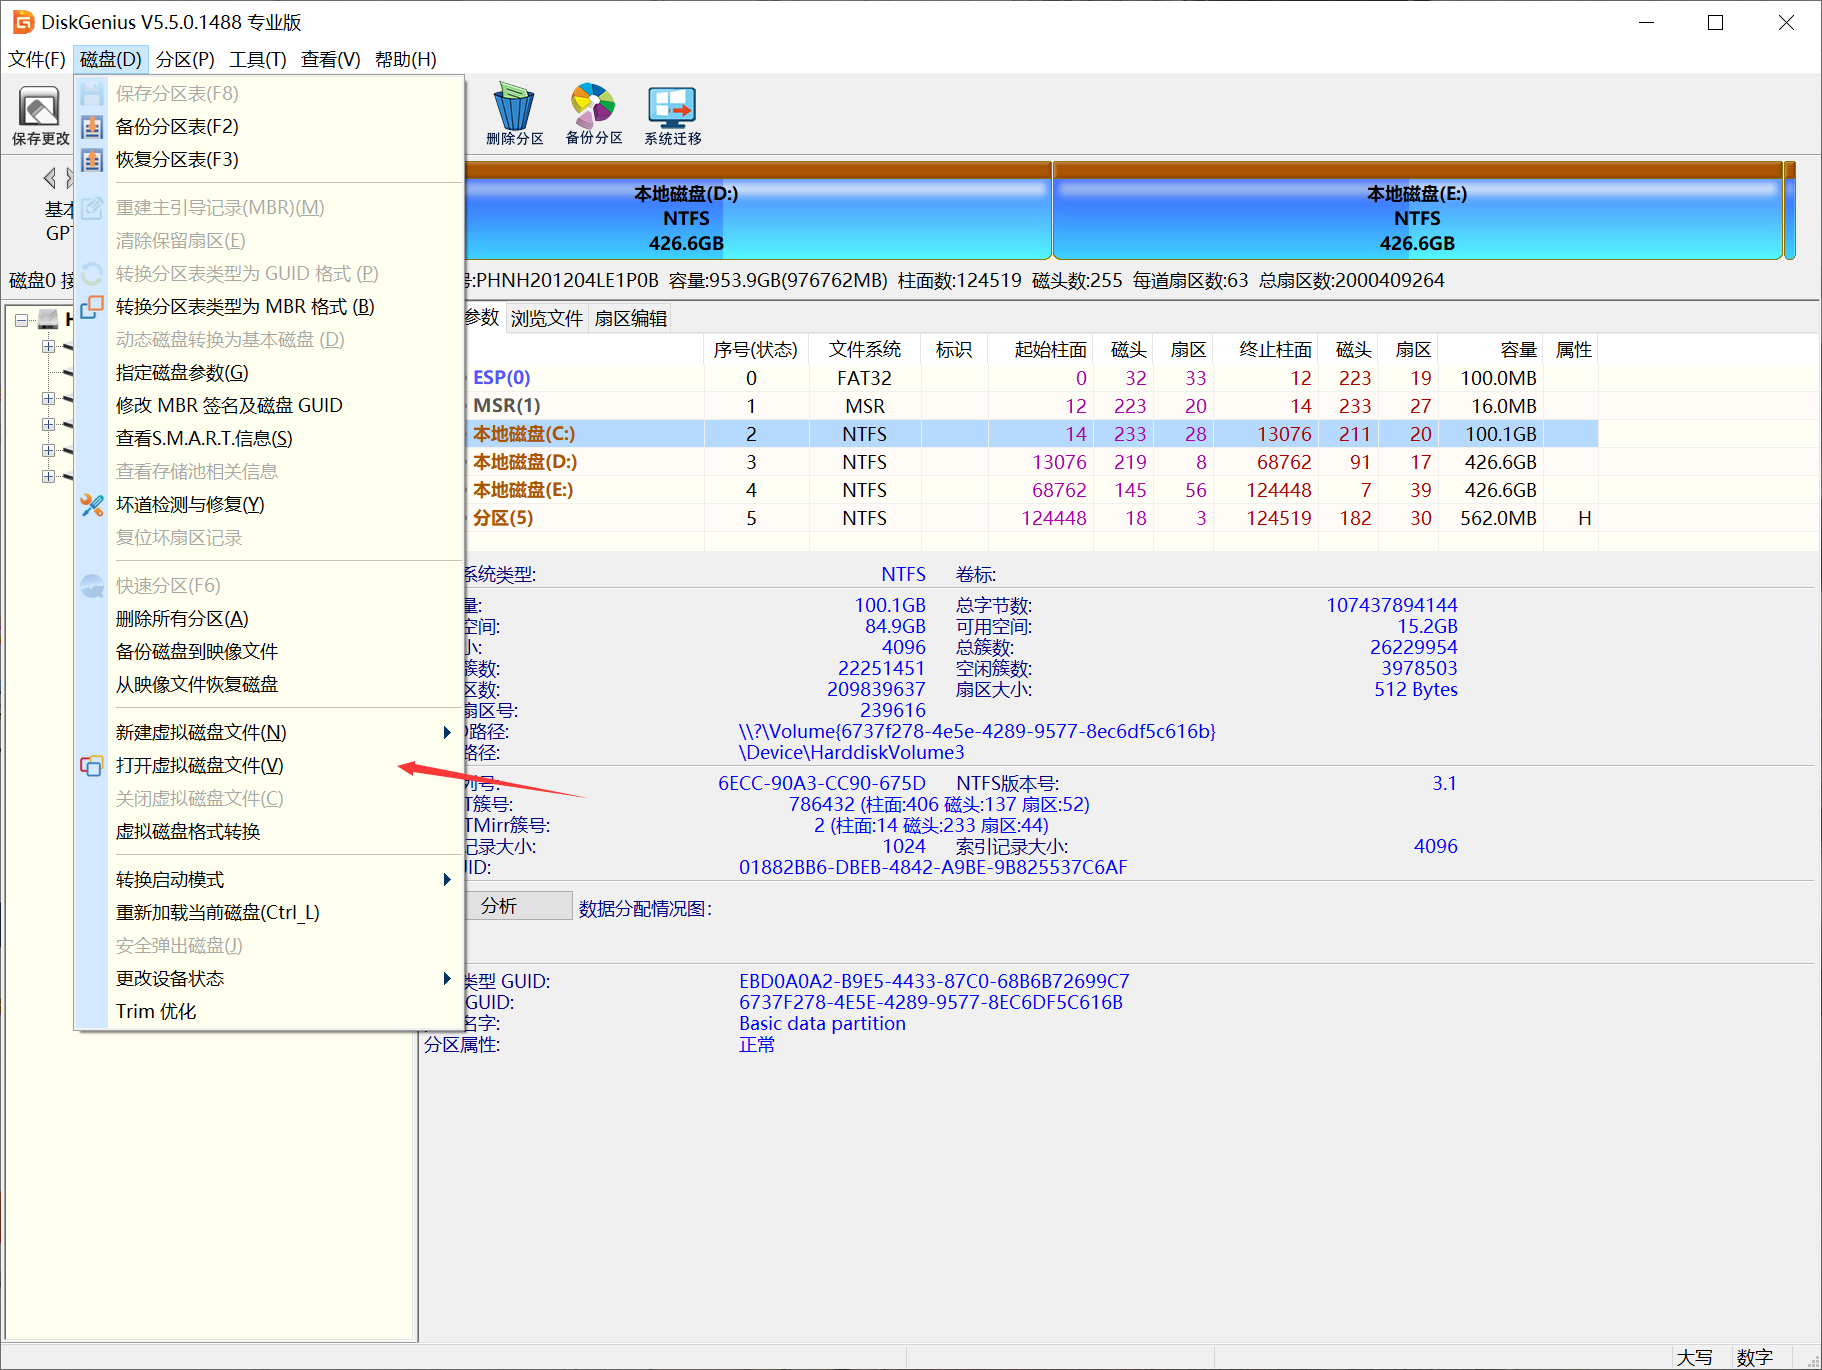 DiskGenius V5.5.0.1488 专业版
文件(F) 磁盘(D) 分区(P) 工具(T) 查看(V) 帮助(H)
保存更改
删除分区 备份分区 系统迁移
保存分区表(F8)
备份分区表(F2)
恢复分区表(F3)
重建主引导记录(MBR)(M)
清除保留扇区(E)
转换分区表类型为 GUID 格式 (P)
转换分区表类型为 MBR 格式 (B)
动态磁盘转换为基本磁盘 (D)
指定磁盘参数(G)
修改 MBR 签名及磁盘 GUID
查看S.M.A.R.T.信息(S)
查看存储池相关信息
坏道检测与修复(Y)
复位坏扇区记录
快速分区(F6)
删除所有分区(A)
备份磁盘到映像文件
从映像文件恢复磁盘
新建虚拟磁盘文件(N)
打开虚拟磁盘文件(V)
关闭虚拟磁盘文件(C)
虚拟磁盘格式转换
转换启动模式
重新加载当前磁盘(Ctrl_L)
安全弹出磁盘(J)
更改设备状态
Trim 优化
基本
GPT
本地磁盘(D:)
NTFS
426.6GB
本地磁盘(E:)
NTFS
426.6GB
磁盘0 接
:PHNH201204LE1P0B 容量:953.9GB(976762MB) 柱面数:124519 磁头数:255 每道扇区数:63 总扇区数:2000409264
参数 浏览文件 扇区编辑
序号(状态) 文件系统 标识 起始柱面 磁头 扇区 终止柱面 磁头 扇区 容量 属性
ESP(0) 0 FAT32 0 32 33 12 223 19 100.0MB
MSR(1) 1 MSR 12 223 20 14 233 27 16.0MB
本地磁盘(C:) 2 NTFS 14 233 28 13076 211 20 100.1GB
本地磁盘(D:) 3 NTFS 13076 219 8 68762 91 17 426.6GB
本地磁盘(E:) 4 NTFS 68762 145 56 124448 7 39 426.6GB
分区(5) 5 NTFS 124448 18 3 124519 182 30 562.0MB H
系统类型: NTFS 卷标:
量: 100.1GB 总字节数: 107437894144
空间: 84.9GB 可用空间: 15.2GB
小: 4096 总簇数: 26229954
簇数: 22251451 空闲簇数: 3978503
区数: 209839637 扇区大小: 512 Bytes
扇区号: 239616
路径: \\?\Volume{6737f278-4e5e-4289-9577-8ec6df5c616b}
路径: \Device\HarddiskVolume3
列号: 6ECC-90A3-CC90-675D NTFS版本号: 3.1
T簇号: 786432 (柱面:406 磁头:137 扇区:52)
TMirr簇号: 2 (柱面:14 磁头:233 扇区:44)
记录大小: 1024 索引记录大小: 4096
ID: 01882BB6-DBEB-4842-A9BE-9B825537C6AF
分析 数据分配情况图:
类型 GUID: EBD0A0A2-B9E5-4433-87C0-68B6B72699C7
GUID: 6737F278-4E5E-4289-9577-8EC6DF5C616B
名字: Basic data partition
分区属性: 正常
大写 数字